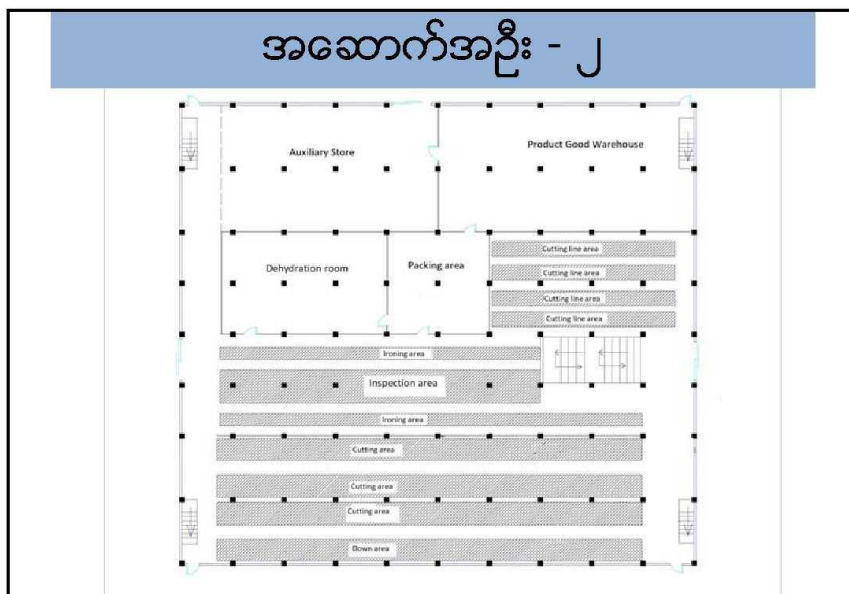 အဆောက်အဦး - ၂
Auxiliary Store
Product Good Warehouse
Dehydration room
Packing area
Cutting line area
Cutting line area
Cutting line area
Cutting line area
Ironing area
Inspection area
Ironing area
Cutting area
Cutting area
Cutting area
Down area